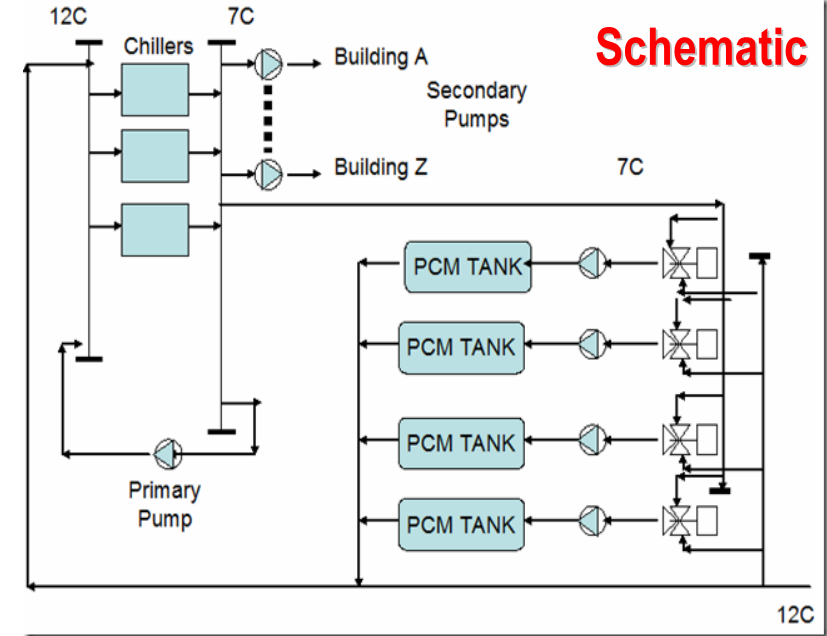 12C
7C
Schematic
Chillers
Building A
Secondary
Pumps
Building Z
7C
PCM TANK
PCM TANK
PCM TANK
PCM TANK
Primary
Pump
12C